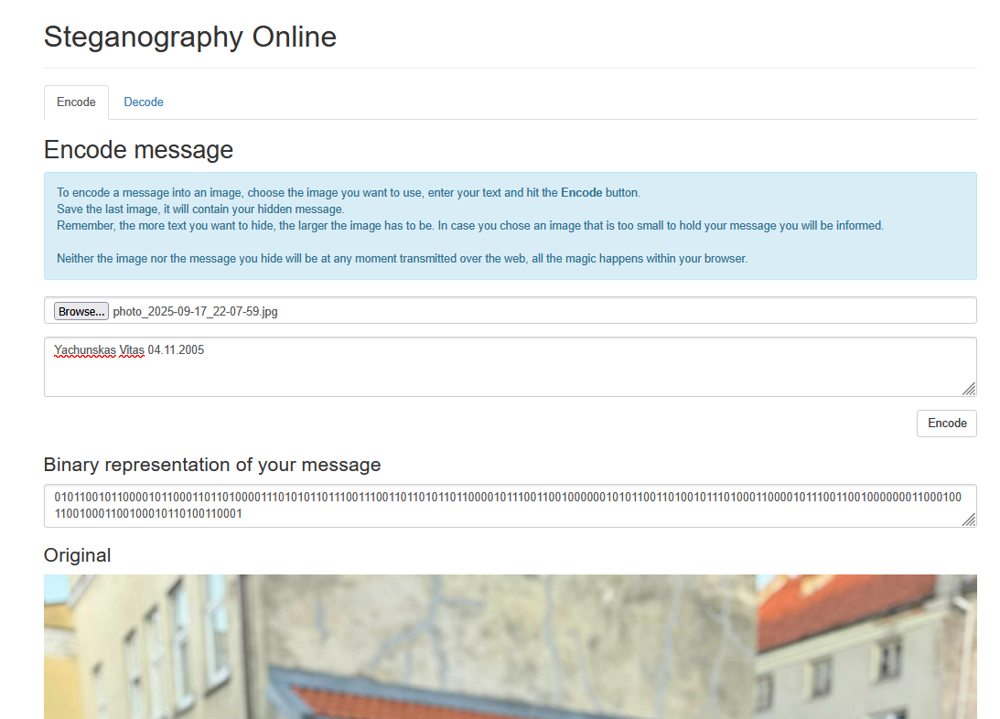 Steganography Online
Encode Decode
Encode message
To encode a message into an image, choose the image you want to use, enter your text and hit the Encode button.
Save the last image, it will contain your hidden message.
Remember, the more text you want to hide, the larger the image has to be. In case you chose an image that is too small to hold your message you will be informed.
Neither the image nor the message you hide will be at any moment transmitted over the web, all the magic happens within your browser.
Browse... photo_2025-09-17_22-07-59.jpg
Yachunskas Vitas 04.11.2005
Encode
Binary representation of your message
01011001011000010110001101101000011101010110111001110011011010110110000101110011001000000101011001101001011101000110000101110011001000000011000100
110010001100100010110100110001
Original